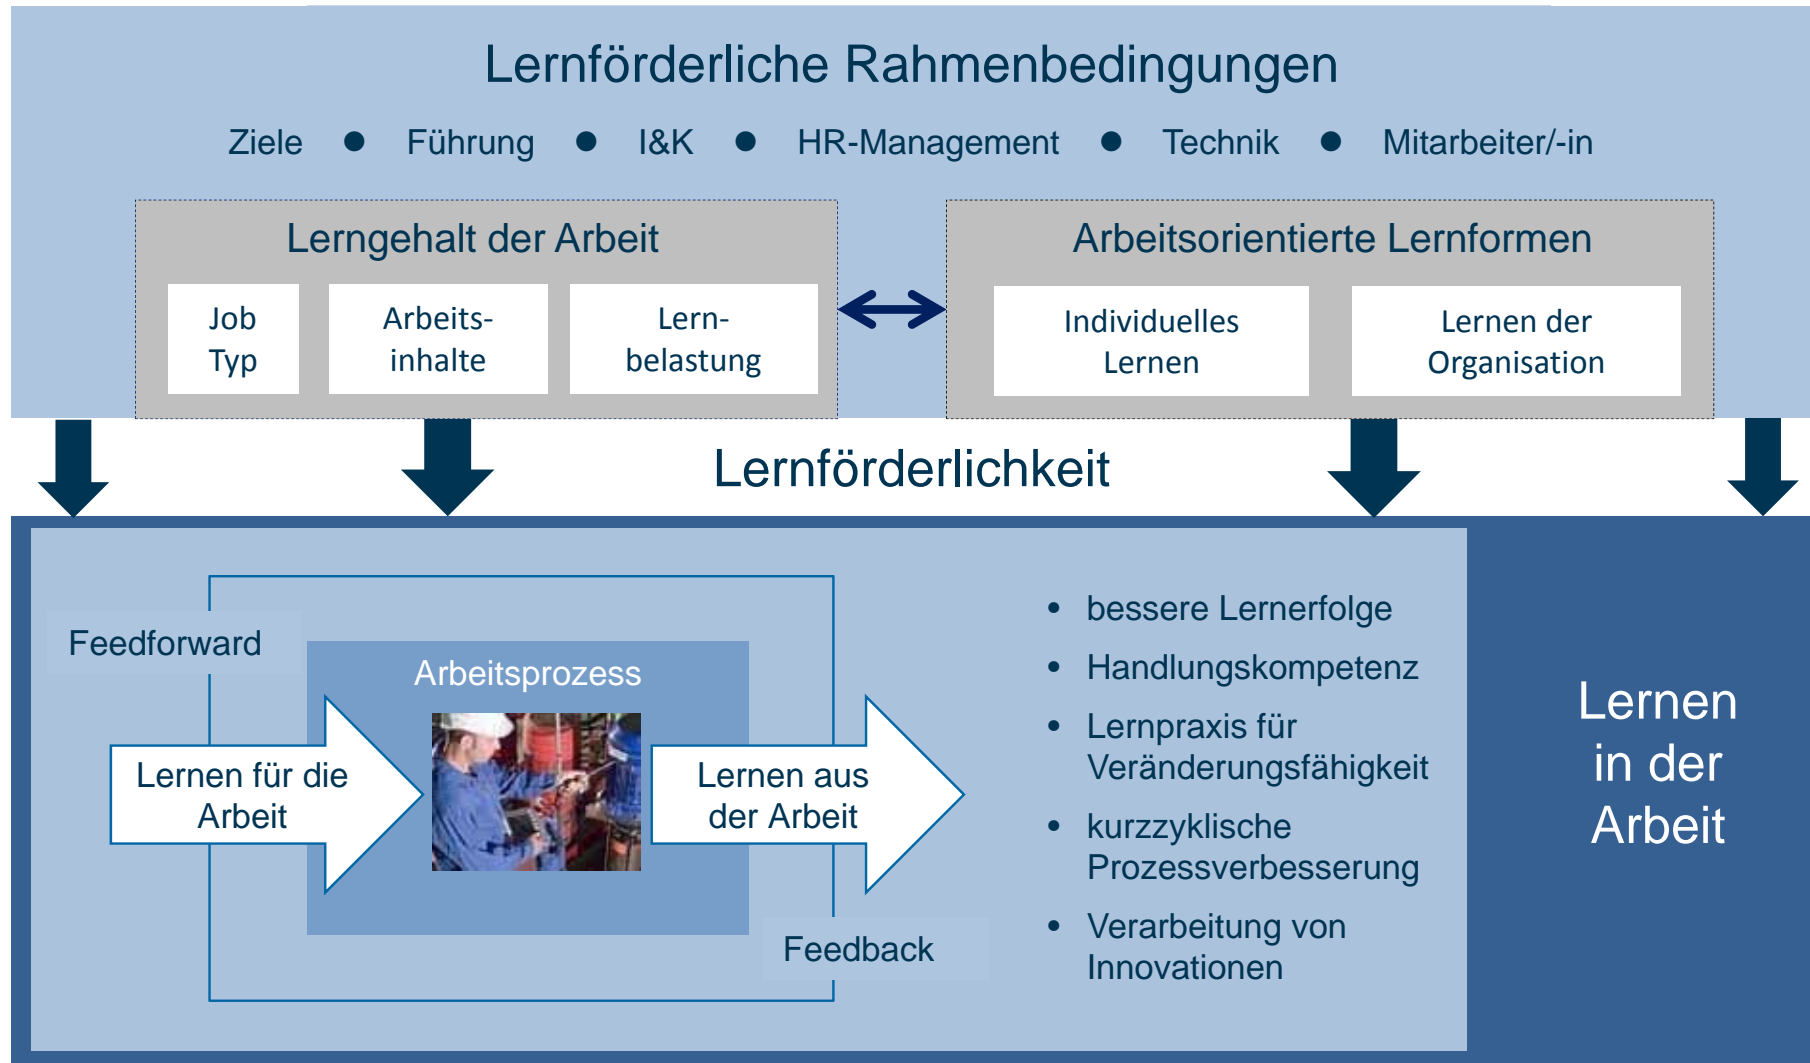 Lernförderliche Rahmenbedingungen
Ziele ● Führung ● I&K ● HR-Management ● Technik ● Mitarbeiter/-in
Lerngehalt der Arbeit
Job
Typ
Arbeits-
inhalte
Lern-
belastung
Arbeitsorientierte Lernformen
Individuelles
Lernen
Lernen der
Organisation
Lernförderlichkeit
Feedforward
Arbeitsprozess
Lernen für die
Arbeit
Lernen aus
der Arbeit
Feedback
• bessere Lernerfolge
• Handlungskompetenz
• Lernpraxis für
Veränderungsfähigkeit
• kurzzyklische
Prozessverbesserung
• Verarbeitung von
Innovationen
Lernen
in der
Arbeit